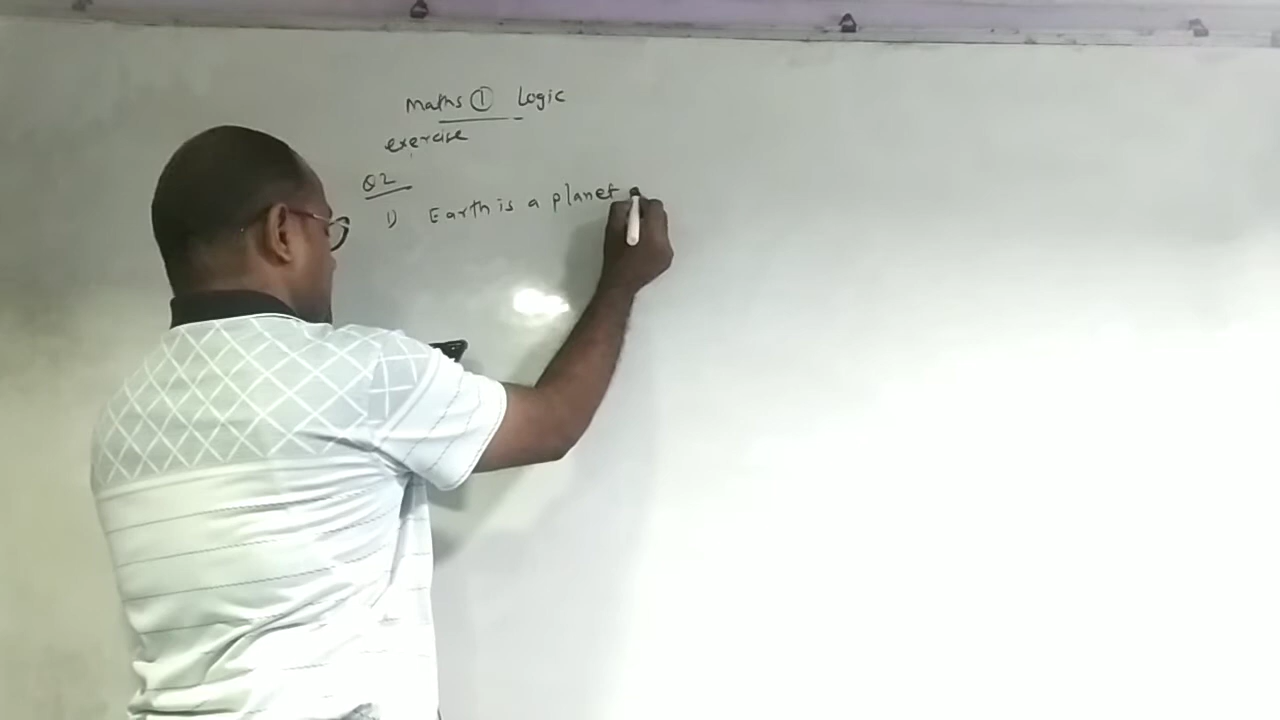 Maths ① Logic
exercise
Q2
1) Earth is a planet